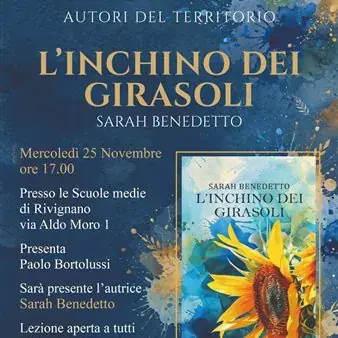 AUTORI DEL TERRITORIO
L'INCHINO DEI
GIRASOLI
SARAH BENEDETTO
Mercoledì 25 Novembre
ore 17.00
Presso le Scuole medie
di Rivignano
via Aldo Moro 1
Presenta
Paolo Bortolussi
Sarà presente l'autrice
Sarah Benedetto
Lezione aperta a tutti
SARAH BENEDETTO
L'INCHINO DEI
GIRASOLI